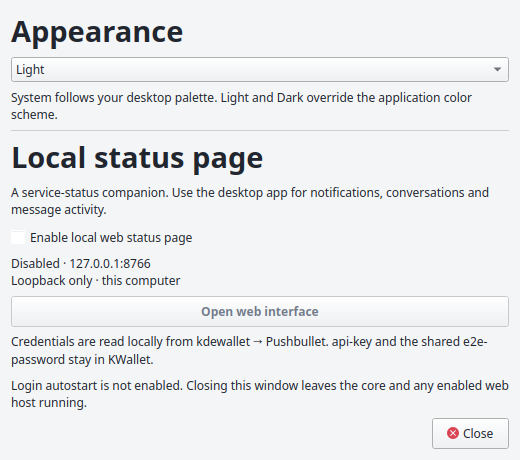 Appearance
Light
System follows your desktop palette. Light and Dark override the application color
scheme.
Local status page
A service-status companion. Use the desktop app for notifications, conversations and
message activity.
Enable local web status page
Disabled · 127.0.0.1:8766
Loopback only · this computer
Open web interface
Credentials are read locally from kdewallet → Pushbullet. api-key and the shared e2e-
password stay in KWallet.
Login autostart is not enabled. Closing this window leaves the core and any enabled web
host running.
Close